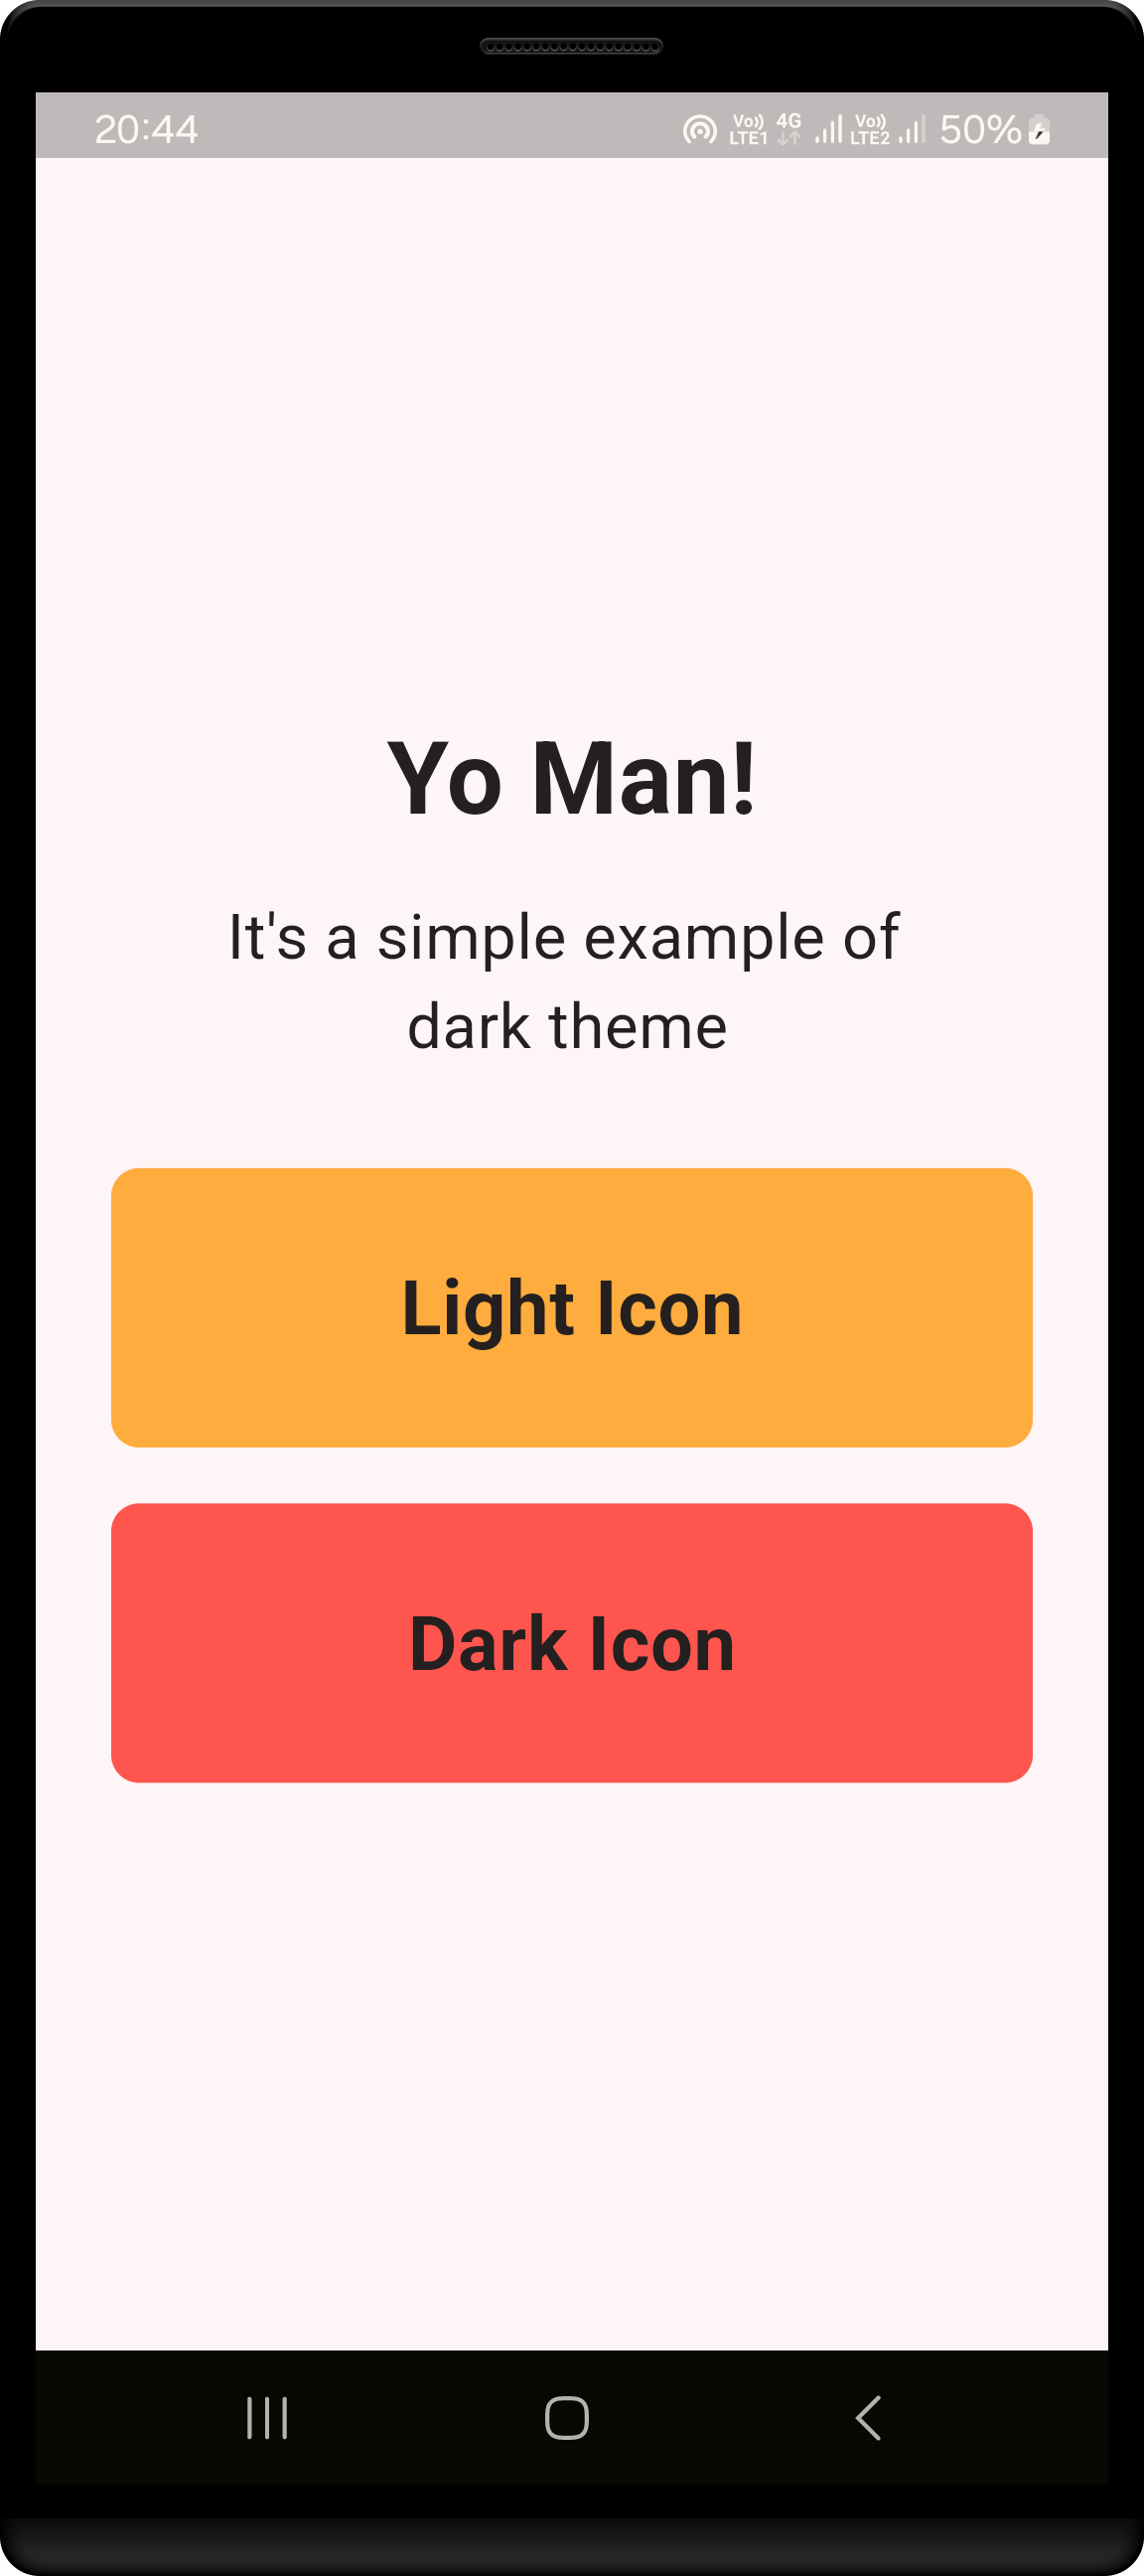 20:44 Vo) LTE1 4G Vo) LTE2 50%
Yo Man!
It's a simple example of
dark theme
Light Icon
Dark Icon